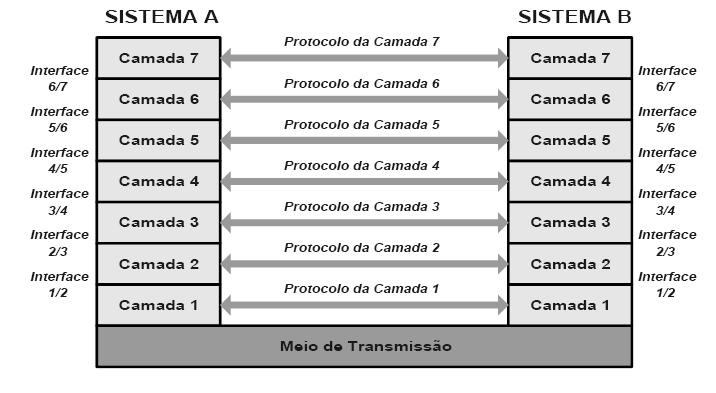 SISTEMA A
SISTEMA B
Protocolo da Camada 7
Camada 7
Camada 7
Interface
6/7
Interface
6/7
Protocolo da Camada 6
Camada 6
Camada 6
Interface
5/6
Interface
5/6
Protocolo da Camada 5
Camada 5
Camada 5
Interface
4/5
Interface
4/5
Protocolo da Camada 4
Camada 4
Camada 4
Interface
3/4
Interface
3/4
Protocolo da Camada 3
Camada 3
Camada 3
Interface
2/3
Interface
2/3
Protocolo da Camada 2
Camada 2
Camada 2
Interface
1/2
Interface
1/2
Protocolo da Camada 1
Camada 1
Camada 1
Meio de Transmissão